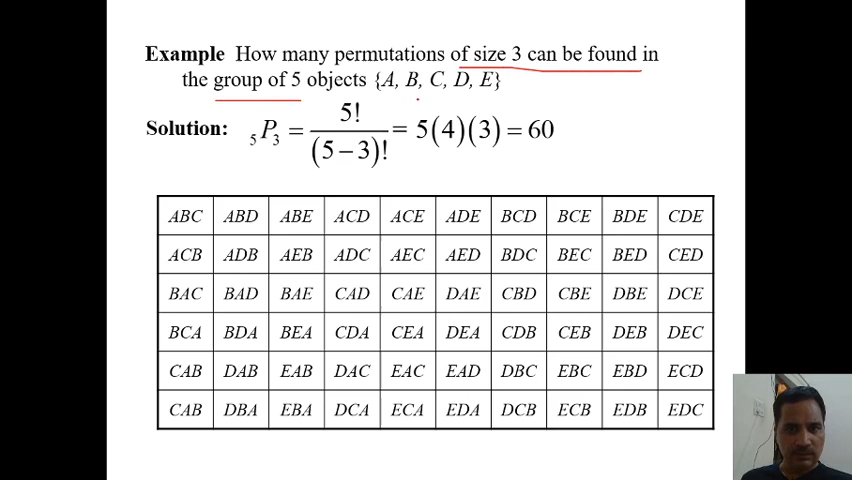 Example How many permutations of size 3 can be found in
the group of 5 objects {A, B, C, D, E}
Solution: ₅P₃ = 5!/(5−3)! = 5(4)(3) = 60
ABC ABD ABE ACD ACE ADE BCD BCE BDE CDE
ACB ADB AEB ADC AEC AED BDC BEC BED CED
BAC BAD BAE CAD CAE DAE CBD CBE DBE DCE
BCA BDA BEA CDA CEA DEA CDB CEB DEB DEC
CAB DAB EAB DAC EAC EAD DBC EBC EBD ECD
CAB DBA EBA DCA ECA EDA DCB ECB EDB EDC